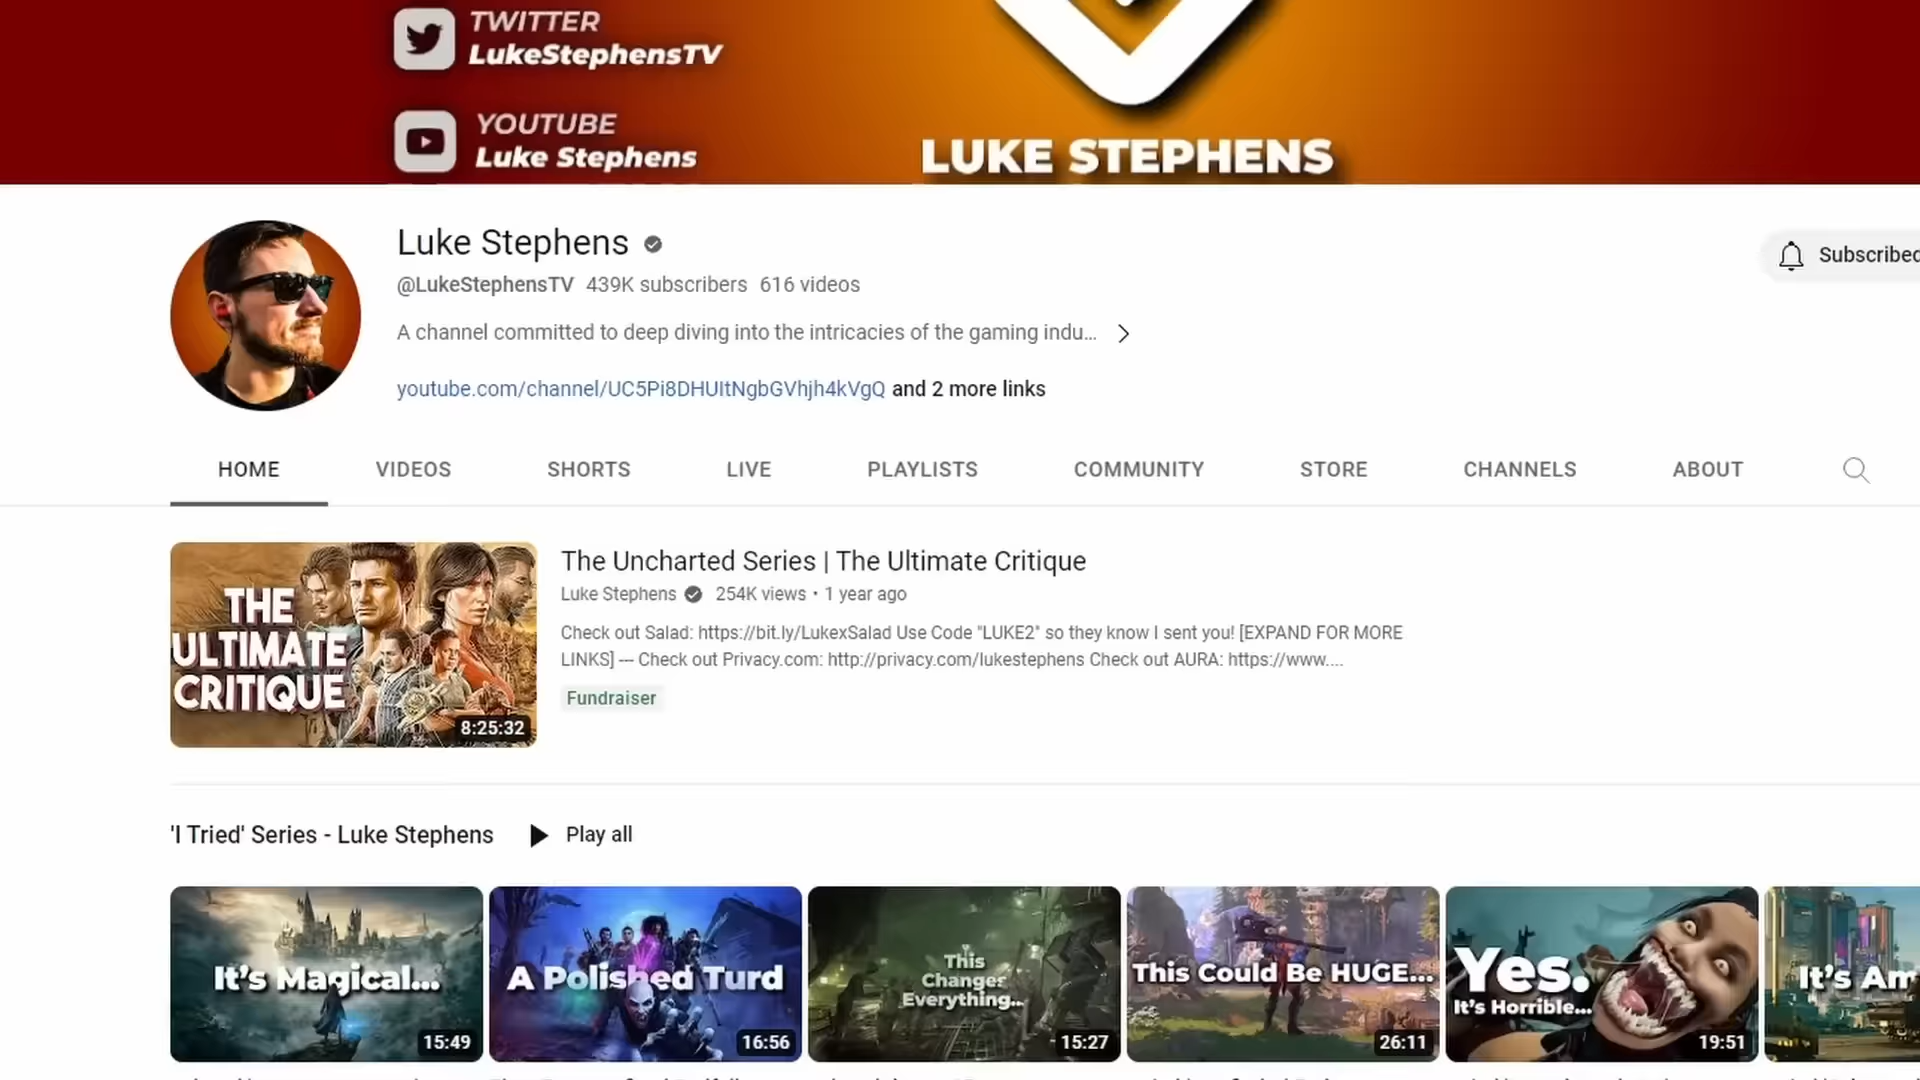 TWITTER
LukeStephensTV
YOUTUBE
Luke Stephens
LUKE STEPHENS
Luke Stephens
@LukeStephensTV 439K subscribers 616 videos
A channel committed to deep diving into the intricacies of the gaming indu...
youtube.com/channel/UC5Pi8DHUItNgbGVhjh4kVgQ and 2 more links
Subscribed
HOME VIDEOS SHORTS LIVE PLAYLISTS COMMUNITY STORE CHANNELS ABOUT
THE
ULTIMATE
CRITIQUE
8:25:32
The Uncharted Series | The Ultimate Critique
Luke Stephens 254K views • 1 year ago
Check out Salad: https://bit.ly/LukexSalad Use Code "LUKE2" so they know I sent you! [EXPAND FOR MORE
LINKS] --- Check out Privacy.com: http://privacy.com/lukestephens Check out AURA: https://www....
Fundraiser
'I Tried' Series - Luke Stephens Play all
It's Magical...
15:49
A Polished Turd
16:56
This
Changes
Everything...
15:27
This Could Be HUGE...
26:11
Yes.
It's Horrible...
19:51
It's Am